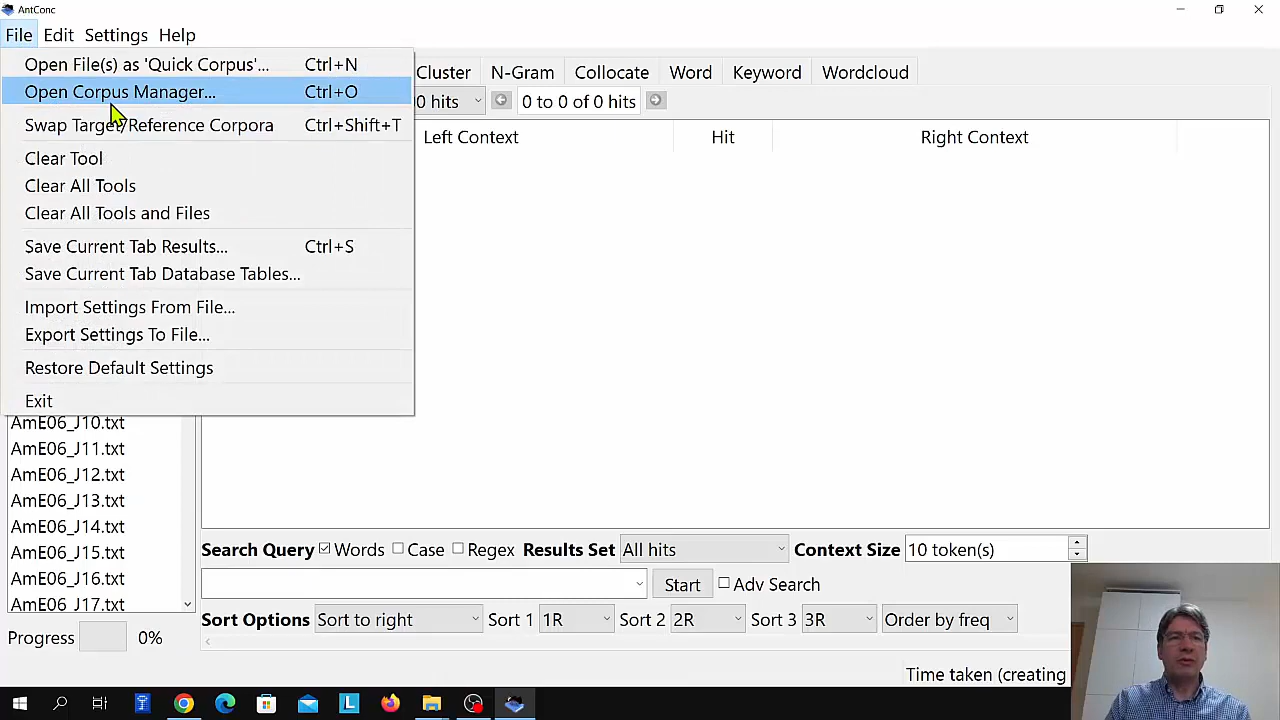 AntConc
File Edit Settings Help
Open File(s) as 'Quick Corpus'... Ctrl+N
Open Corpus Manager... Ctrl+O
Swap Target/Reference Corpora Ctrl+Shift+T
Clear Tool
Clear All Tools
Clear All Tools and Files
Save Current Tab Results... Ctrl+S
Save Current Tab Database Tables...
Import Settings From File...
Export Settings To File...
Restore Default Settings
Exit
Cluster N-Gram Collocate Word Keyword Wordcloud
0 hits 0 to 0 of 0 hits
Left Context Hit Right Context
AmE06_J10.txt
AmE06_J11.txt
AmE06_J12.txt
AmE06_J13.txt
AmE06_J14.txt
AmE06_J15.txt
AmE06_J16.txt
AmE06_J17.txt
Search Query Words Case Regex Results Set All hits Context Size 10 token(s)
Start Adv Search
Sort Options Sort to right Sort 1 1R Sort 2 2R Sort 3 3R Order by freq
Progress 0%
Time taken (creating